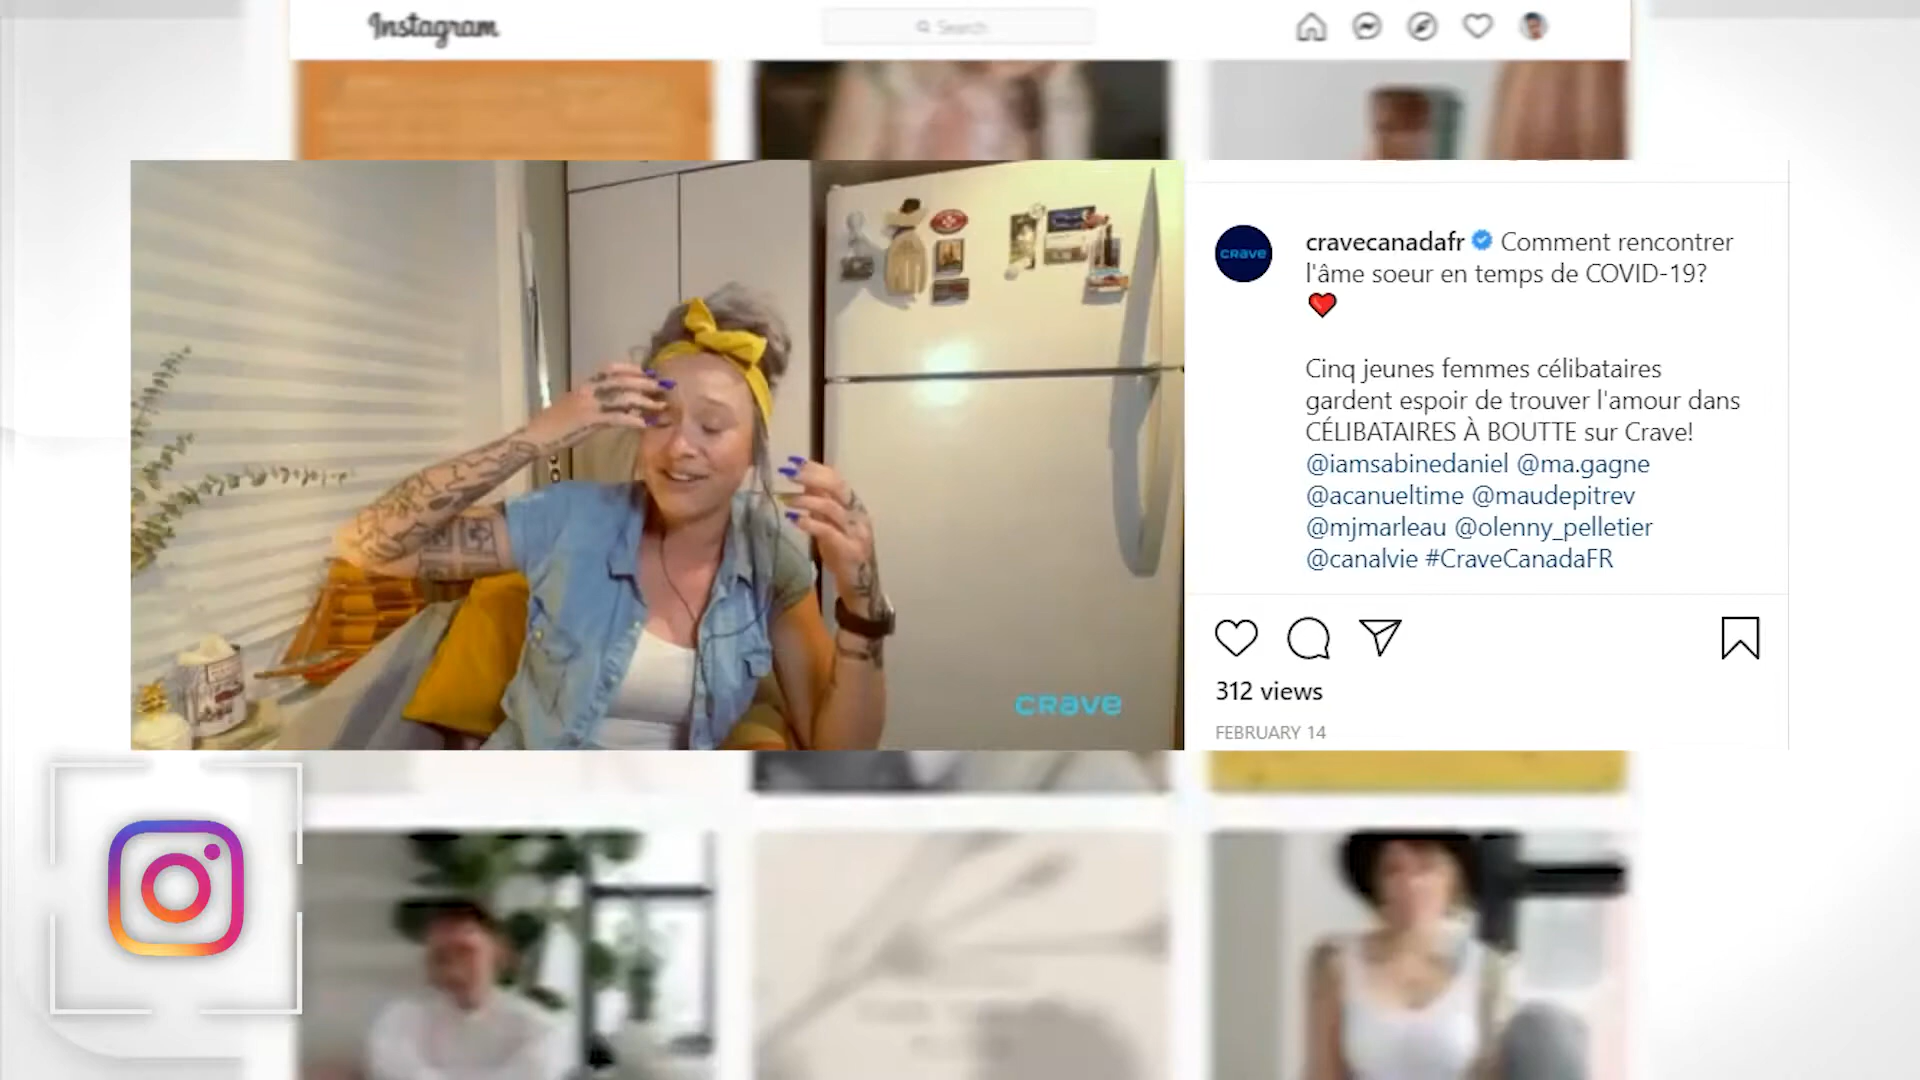 Instagram
Search
cravecanadafr Comment rencontrer
l'âme soeur en temps de COVID-19?
Cinq jeunes femmes célibataires
gardent espoir de trouver l'amour dans
CÉLIBATAIRES À BOUTTE sur Crave!
@iamsabinedaniel @ma.gagne
@acanueltime @maudepitrev
@mjmarleau @olenny_pelletier
@canalvie #CraveCanadaFR
312 views
FEBRUARY 14
CRAVE
CRAVE